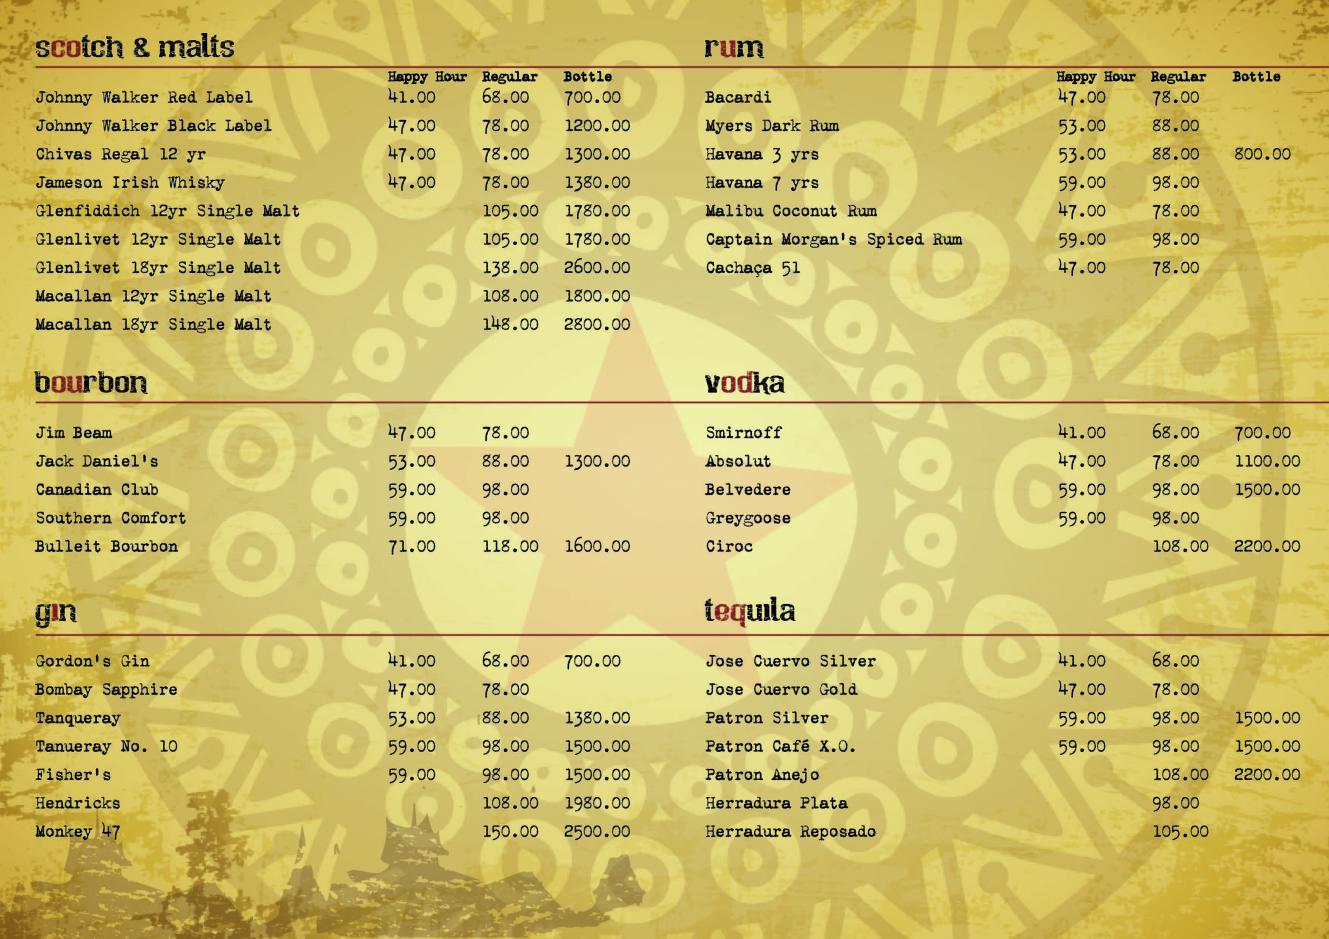 scotch & malts
Happy Hour Regular Bottle
Johnny Walker Red Label 41.00 68.00 700.00
Johnny Walker Black Label 47.00 78.00 1200.00
Chivas Regal 12 yr 47.00 78.00 1300.00
Jameson Irish Whisky 47.00 78.00 1380.00
Glenfiddich 12yr Single Malt 105.00 1780.00
Glenlivet 12yr Single Malt 105.00 1780.00
Glenlivet 18yr Single Malt 138.00 2600.00
Macallan 12yr Single Malt 108.00 1800.00
Macallan 18yr Single Malt 148.00 2800.00
bourbon
Jim Beam 47.00 78.00
Jack Daniel's 53.00 88.00 1300.00
Canadian Club 59.00 98.00
Southern Comfort 59.00 98.00
Bulleit Bourbon 71.00 118.00 1600.00
gin
Gordon's Gin 41.00 68.00 700.00
Bombay Sapphire 47.00 78.00
Tanqueray 53.00 88.00 1380.00
Tanueray No. 10 59.00 98.00 1500.00
Fisher's 59.00 98.00 1500.00
Hendricks 108.00 1980.00
Monkey 47 150.00 2500.00
rum
Happy Hour Regular Bottle
Bacardi 47.00 78.00
Myers Dark Rum 53.00 88.00
Havana 3 yrs 53.00 88.00 800.00
Havana 7 yrs 59.00 98.00
Malibu Coconut Rum 47.00 78.00
Captain Morgan's Spiced Rum 59.00 98.00
Cachaça 51 47.00 78.00
vodka
Smirnoff 41.00 68.00 700.00
Absolut 47.00 78.00 1100.00
Belvedere 59.00 98.00 1500.00
Greygoose 59.00 98.00
Ciroc 108.00 2200.00
tequila
Jose Cuervo Silver 41.00 68.00
Jose Cuervo Gold 47.00 78.00
Patron Silver 59.00 98.00 1500.00
Patron Café X.O. 59.00 98.00 1500.00
Patron Anejo 108.00 2200.00
Herradura Plata 98.00
Herradura Reposado 105.00